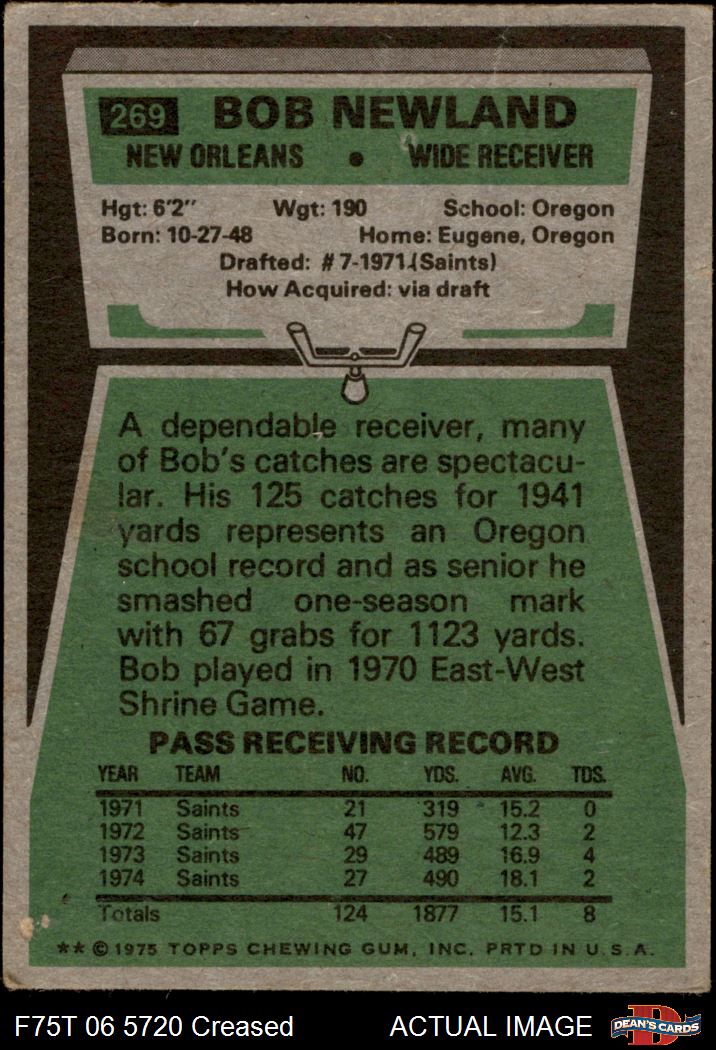 269 BOB NEWLAND
NEW ORLEANS • WIDE RECEIVER
Hgt: 6'2" Wgt: 190 School: Oregon
Born: 10-27-48 Home: Eugene, Oregon
Drafted: #7-1971 (Saints)
How Acquired: via draft
A dependable receiver, many
of Bob's catches are spectacu-
lar. His 125 catches for 1941
yards represents an Oregon
school record and as senior he
smashed one-season mark
with 67 grabs for 1123 yards.
Bob played in 1970 East-West
Shrine Game.
PASS RECEIVING RECORD
YEAR TEAM NO. YDS. AVG. TDS.
1971 Saints 21 319 15.2 0
1972 Saints 47 579 12.3 2
1973 Saints 29 489 16.9 4
1974 Saints 27 490 18.1 2
Totals 124 1877 15.1 8
** © 1975 TOPPS CHEWING GUM, INC. PRTD IN U.S.A.
F75T 06 5720 Creased ACTUAL IMAGE DEAN'S CARDS